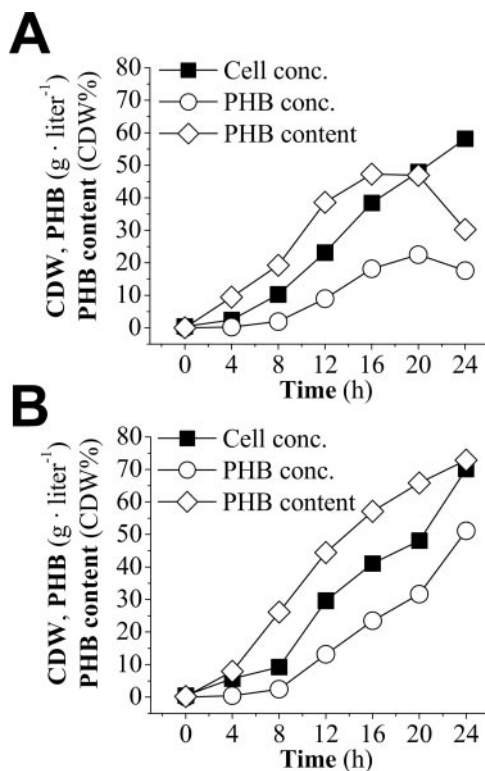 A
CDW, PHB (g · liter⁻¹)
PHB content (CDW%)
80
70
60
50
40
30
20
10
0
Cell conc.
PHB conc.
PHB content
0 4 8 12 16 20 24
Time (h)
B
CDW, PHB (g · liter⁻¹)
PHB content (CDW%)
80
70
60
50
40
30
20
10
0
Cell conc.
PHB conc.
PHB content
0 4 8 12 16 20 24
Time (h)